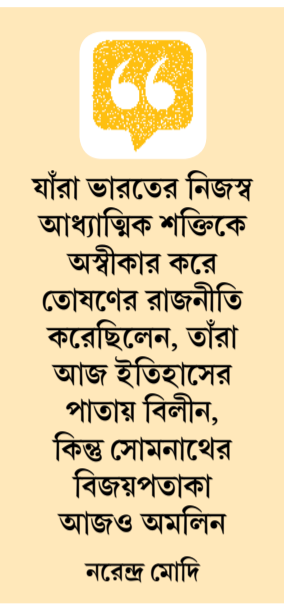 যাঁরা ভারতের নিজস্ব
আধ্যাত্মিক শক্তিকে
অস্বীকার করে
তোষণের রাজনীতি
করেছিলেন, তাঁরা
আজ ইতিহাসের
পাতায় বিলীন,
কিন্তু সোমনাথের
বিজয়পতাকা
আজও অমলিন
নরেন্দ্র মোদি